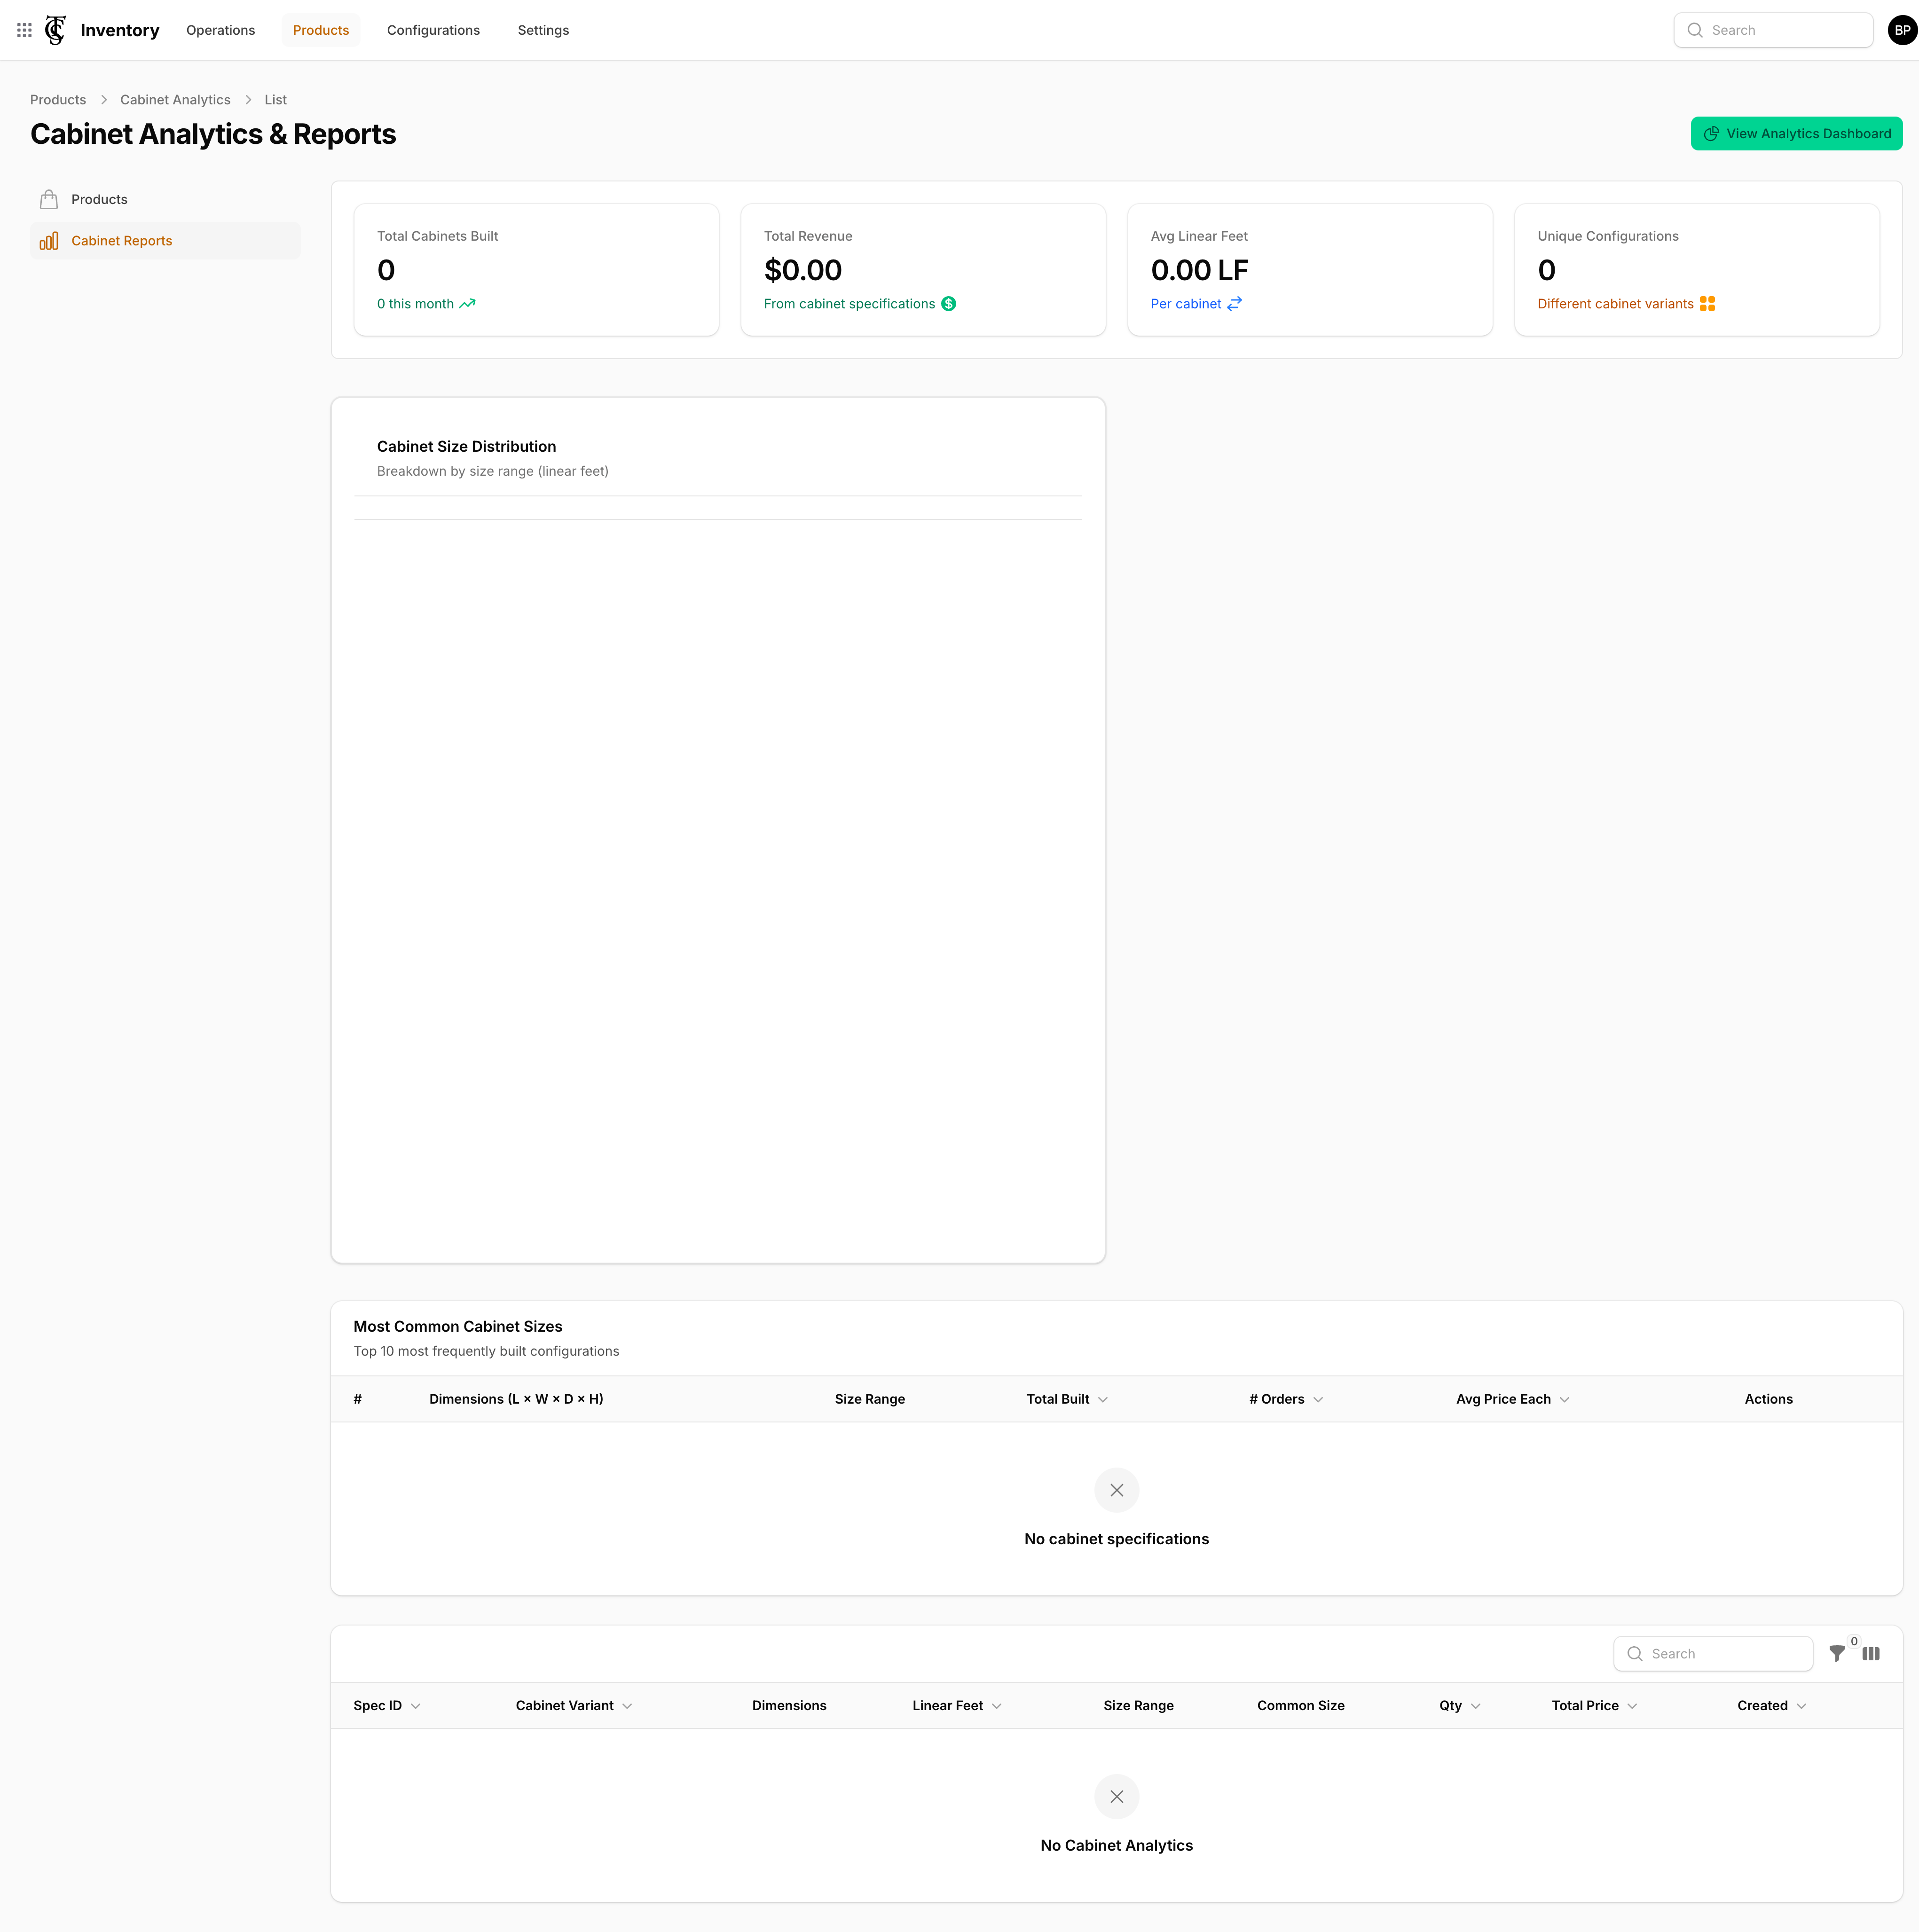 Inventory
Operations
Products
Configurations
Settings
Search
BP
Products
Cabinet Analytics
List
Cabinet Analytics & Reports
View Analytics Dashboard
Products
Cabinet Reports
Total Cabinets Built
0
0 this month
Total Revenue
$0.00
From cabinet specifications
Avg Linear Feet
0.00 LF
Per cabinet
Unique Configurations
0
Different cabinet variants
Cabinet Size Distribution
Breakdown by size range (linear feet)
Most Common Cabinet Sizes
Top 10 most frequently built configurations
# Dimensions (L × W × D × H) Size Range Total Built # Orders Avg Price Each Actions
No cabinet specifications
Search
0
Spec ID Cabinet Variant Dimensions Linear Feet Size Range Common Size Qty Total Price Created
No Cabinet Analytics